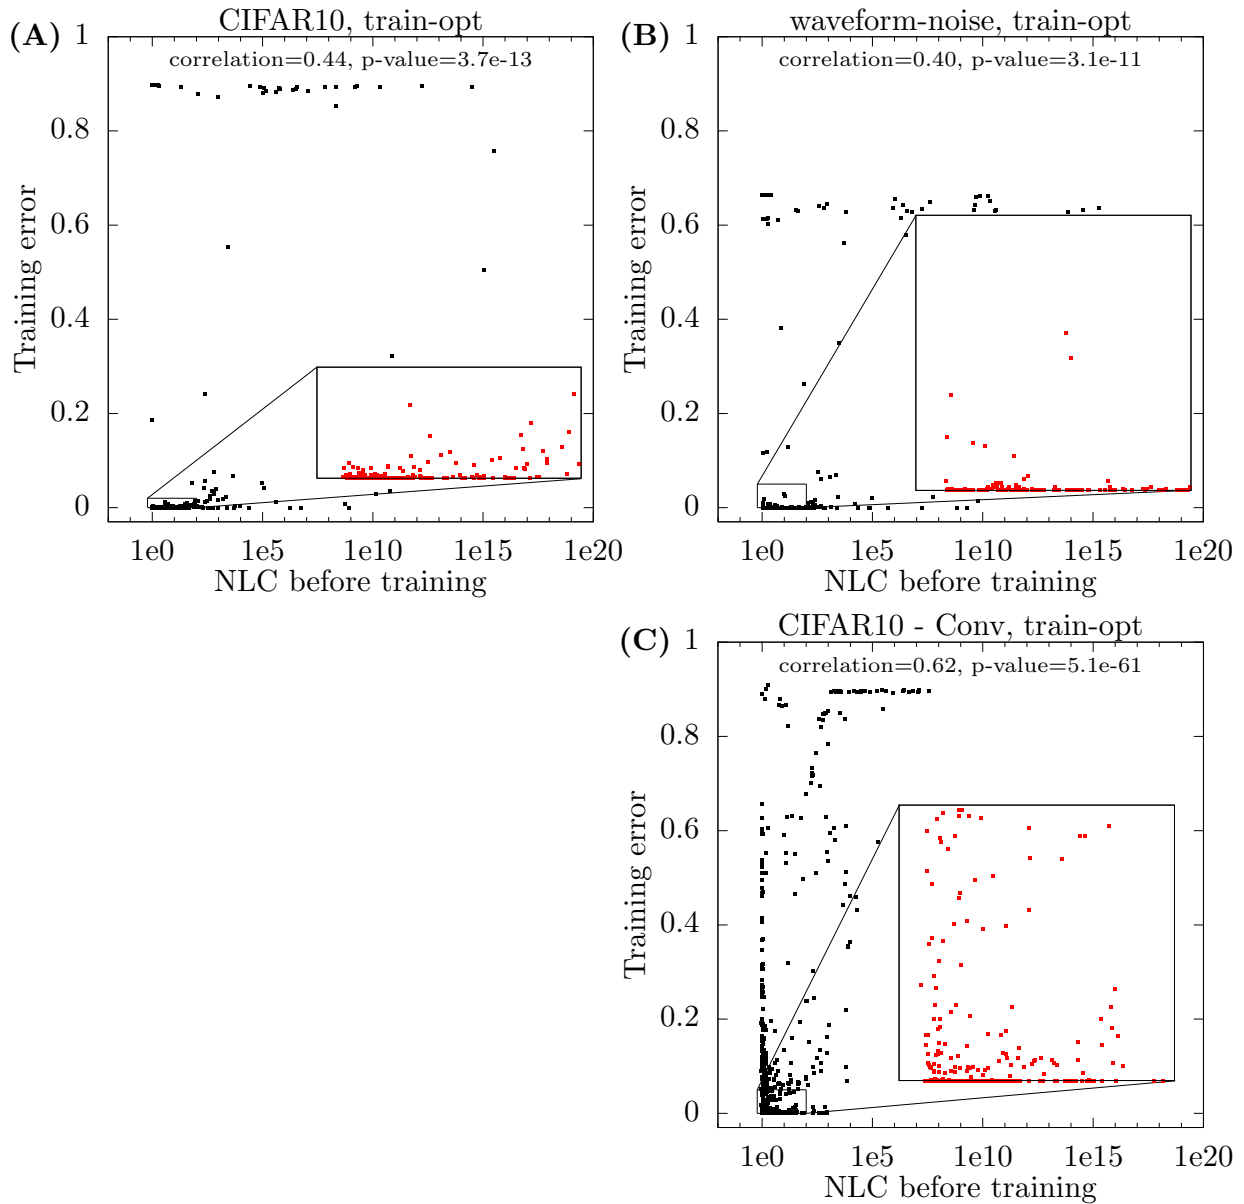 (A)
CIFAR10, train-opt
correlation=0.44, p-value=3.7e-13
1
0.8
0.6
0.4
0.2
0
Training error
1e0 1e5 1e10 1e15 1e20
NLC before training
(B)
waveform-noise, train-opt
correlation=0.40, p-value=3.1e-11
1
0.8
0.6
0.4
0.2
0
Training error
1e0 1e5 1e10 1e15 1e20
NLC before training
(C)
CIFAR10 - Conv, train-opt
correlation=0.62, p-value=5.1e-61
1
0.8
0.6
0.4
0.2
0
Training error
1e0 1e5 1e10 1e15 1e20
NLC before training